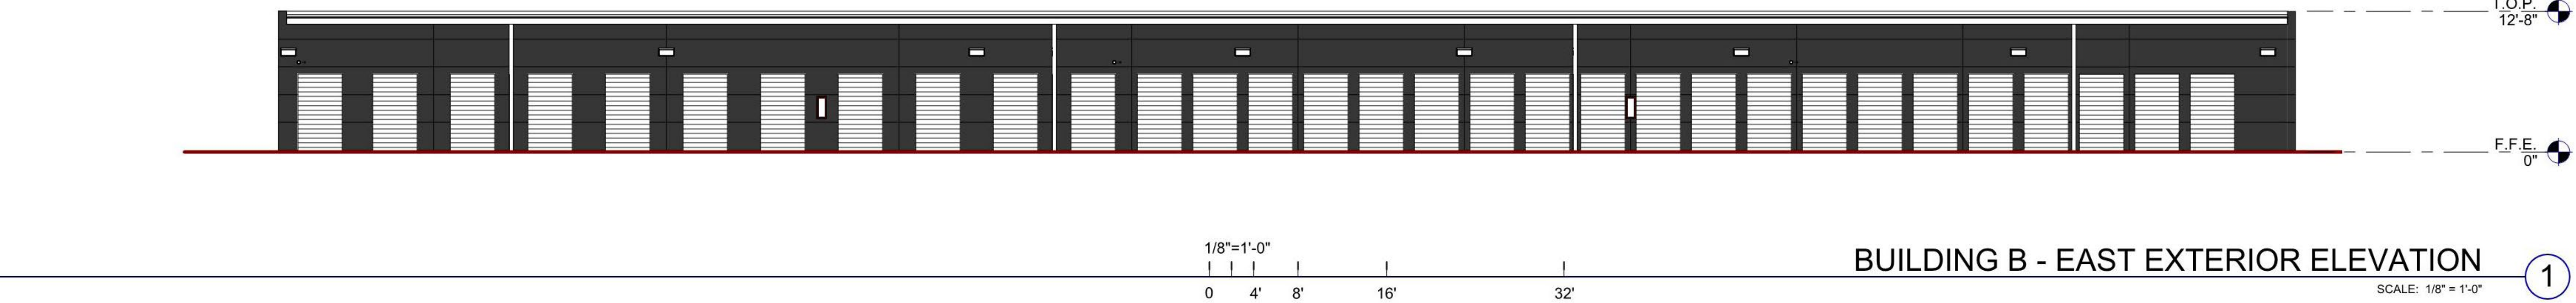 T.O.P.
12'-8"
F.F.E.
0"
1/8"=1'-0"
0 4' 8' 16' 32'
BUILDING B - EAST EXTERIOR ELEVATION
1
SCALE: 1/8" = 1'-0"